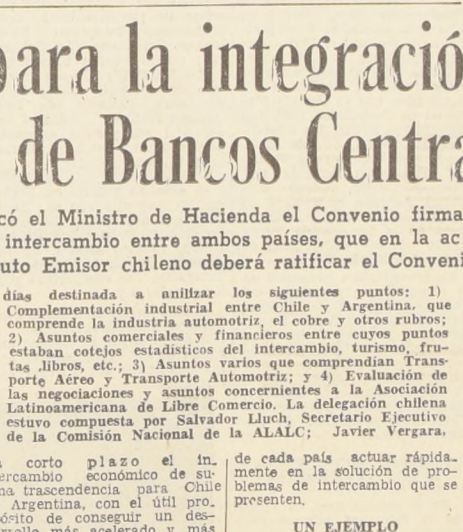 para la integració
de Bancos Centra
có el Ministro de Hacienda el Convenio firma
intercambio entre ambos países, que en la ac
uto Emisor chileno deberá ratificar el Conveni
días destinada a anilizar los siguientes puntos: 1)
Complementación industrial entre Chile y Argentina, que
comprende la industria automotriz, el cobre y otros rubros;
2) Asuntos comerciales y financieros entre cuyos puntos
estaban cotejos estadísticos del intercambio, turismo, fru-
tas ,libros, etc.; 3) Asuntos varios que comprendían Trans-
porte Aéreo y Transporte Automotriz; y 4) Evaluación de
las negociaciones y asuntos concernientes a la Asociación
Latinoamericana de Libre Comercio. La delegación chilena
estuvo compuesta por Salvador Lluch, Secretario Ejecutivo
de la Comisión Nacional de la ALALC; Javier Vergara,
a corto plazo el in-
ercambio económico de su-
na trascendencia para Chile
Argentina, con el útil pro-
ósito de conseguir un des-
rrollo más acelerado y más
de cada país actuar rápida-
mente en la solución de pro-
blemas de intercambio que se
presenten.
UN EJEMPLO